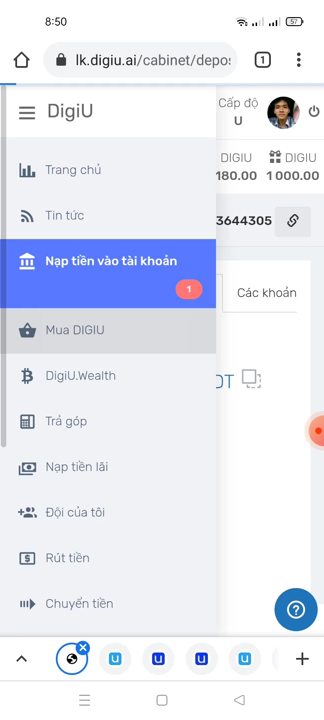 8:50
57
lk.digiu.ai/cabinet/depos
1
DigiU
Cấp độ
U
DIGIU
180.00
DIGIU
1 000.00
3644305
Trang chủ
Tin tức
Nạp tiền vào tài khoản
1
Các khoản
Mua DIGIU
DigiU.Wealth
Trả góp
Nạp tiền lãi
Đội của tôi
Rút tiền
Chuyển tiền